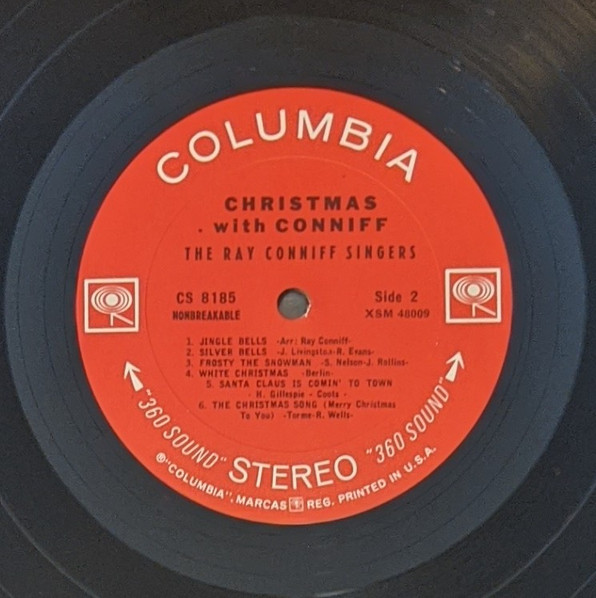 COLUMBIA
CHRISTMAS
. with CONNIFF
THE RAY CONNIFF SINGERS
CS 8185
NONBREAKABLE
Side 2
XSM 48009
1. JINGLE BELLS -Arr: Ray Conniff-
2. SILVER BELLS -J. Livingston-R. Evans-
3. FROSTY THE SNOWMAN -S. Nelson-J. Rollins-
4. WHITE CHRISTMAS -Berlin-
5. SANTA CLAUS IS COMIN' TO TOWN
- H. Gillespie - Coots -
6. THE CHRISTMAS SONG (Merry Christmas
To You) -Torme-R. Wells-
"360 SOUND" STEREO "360 SOUND"
®"COLUMBIA", MARCAS REG. PRINTED IN U.S.A.